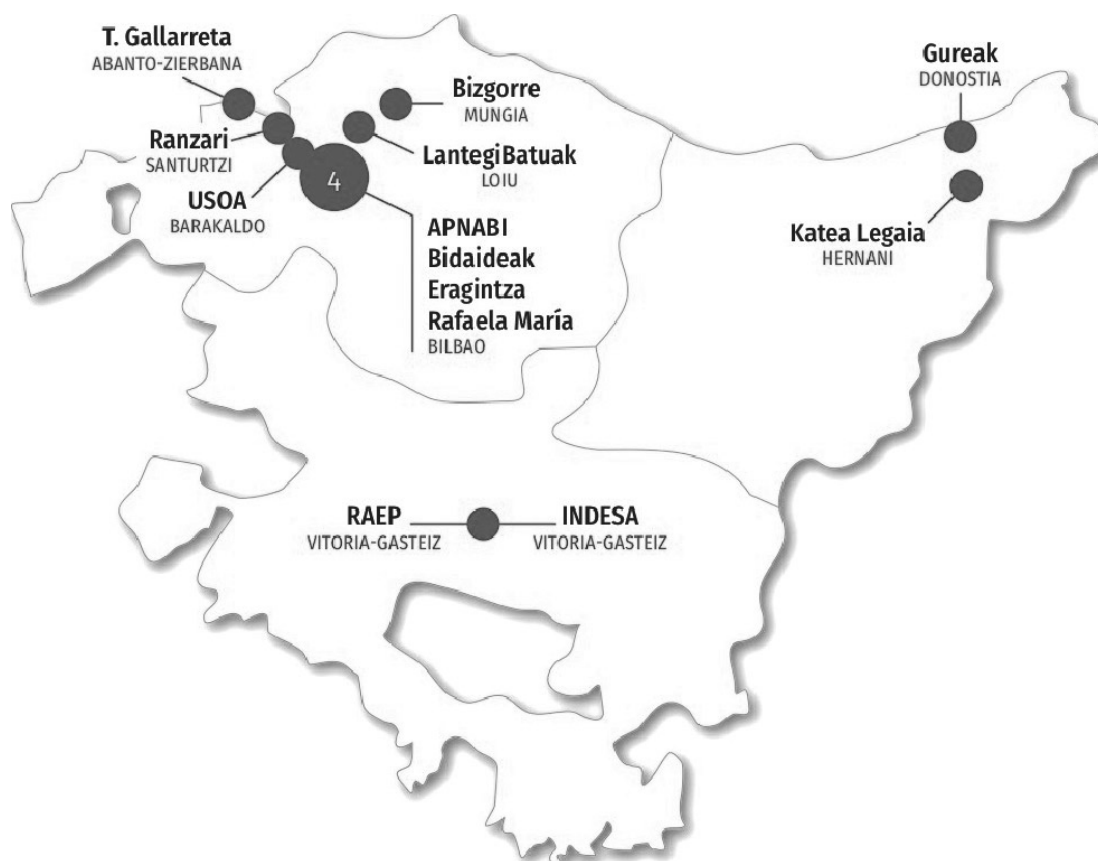 T. Gallarreta
ABANTO-ZIERBANA
Ranzari
SANTURTZI
USOA
BARAKALDO
4
Bizgorre
MUNGIA
LantegiBatuak
LOIU
APNABI
Bidaideak
Eragintza
Rafaela María
BILBAO
Gureak
DONOSTIA
Katea Legaia
HERNANI
RAEP
VITORIA-GASTEIZ
INDESA
VITORIA-GASTEIZ